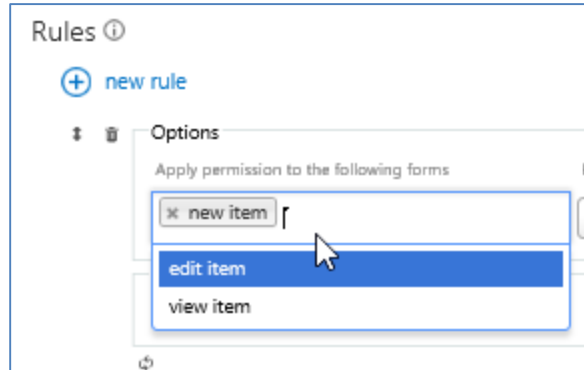 Rules
new rule
Options
Apply permission to the following forms
× new item
edit item
view item